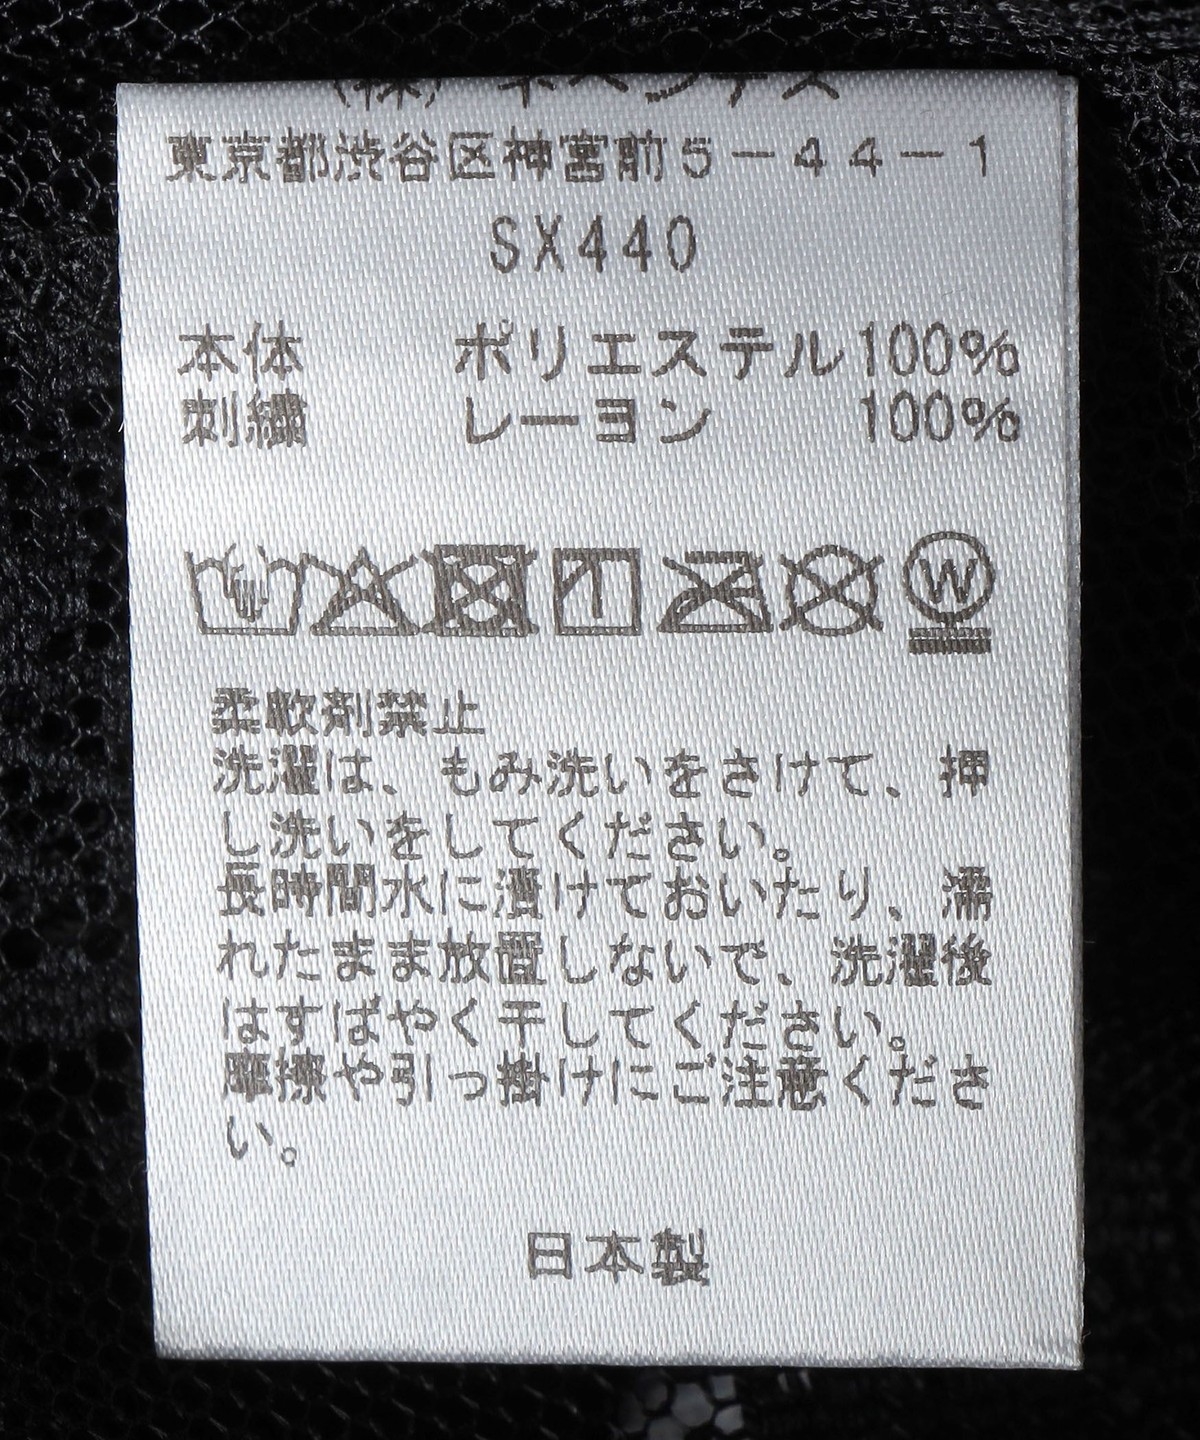 (株)ネペンテス
東京都渋谷区神宮前5-44-1
SX440
本体 ポリエステル100%
刺繍 レーヨン 100%
W
柔軟剤禁止
洗濯は、もみ洗いをさけて、押
し洗いをしてください。
長時間水に漬けておいたり、濡
れたまま放置しないで、洗濯後
はすばやく干してください。
摩擦や引っ掛けにご注意くださ
い。
日本製